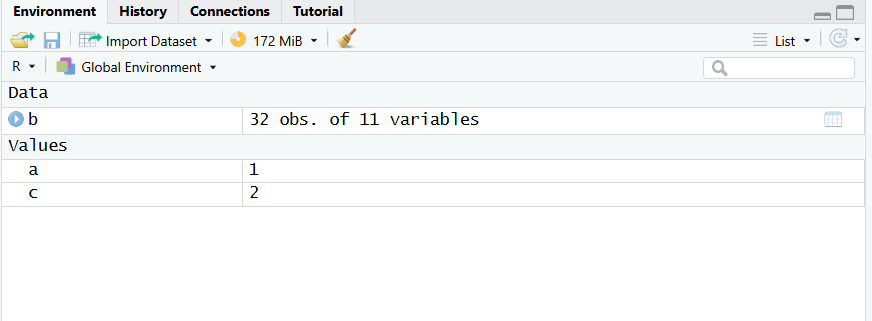 Environment History Connections Tutorial
Import Dataset 172 MiB List
R Global Environment
Data
b 32 obs. of 11 variables
Values
a 1
c 2